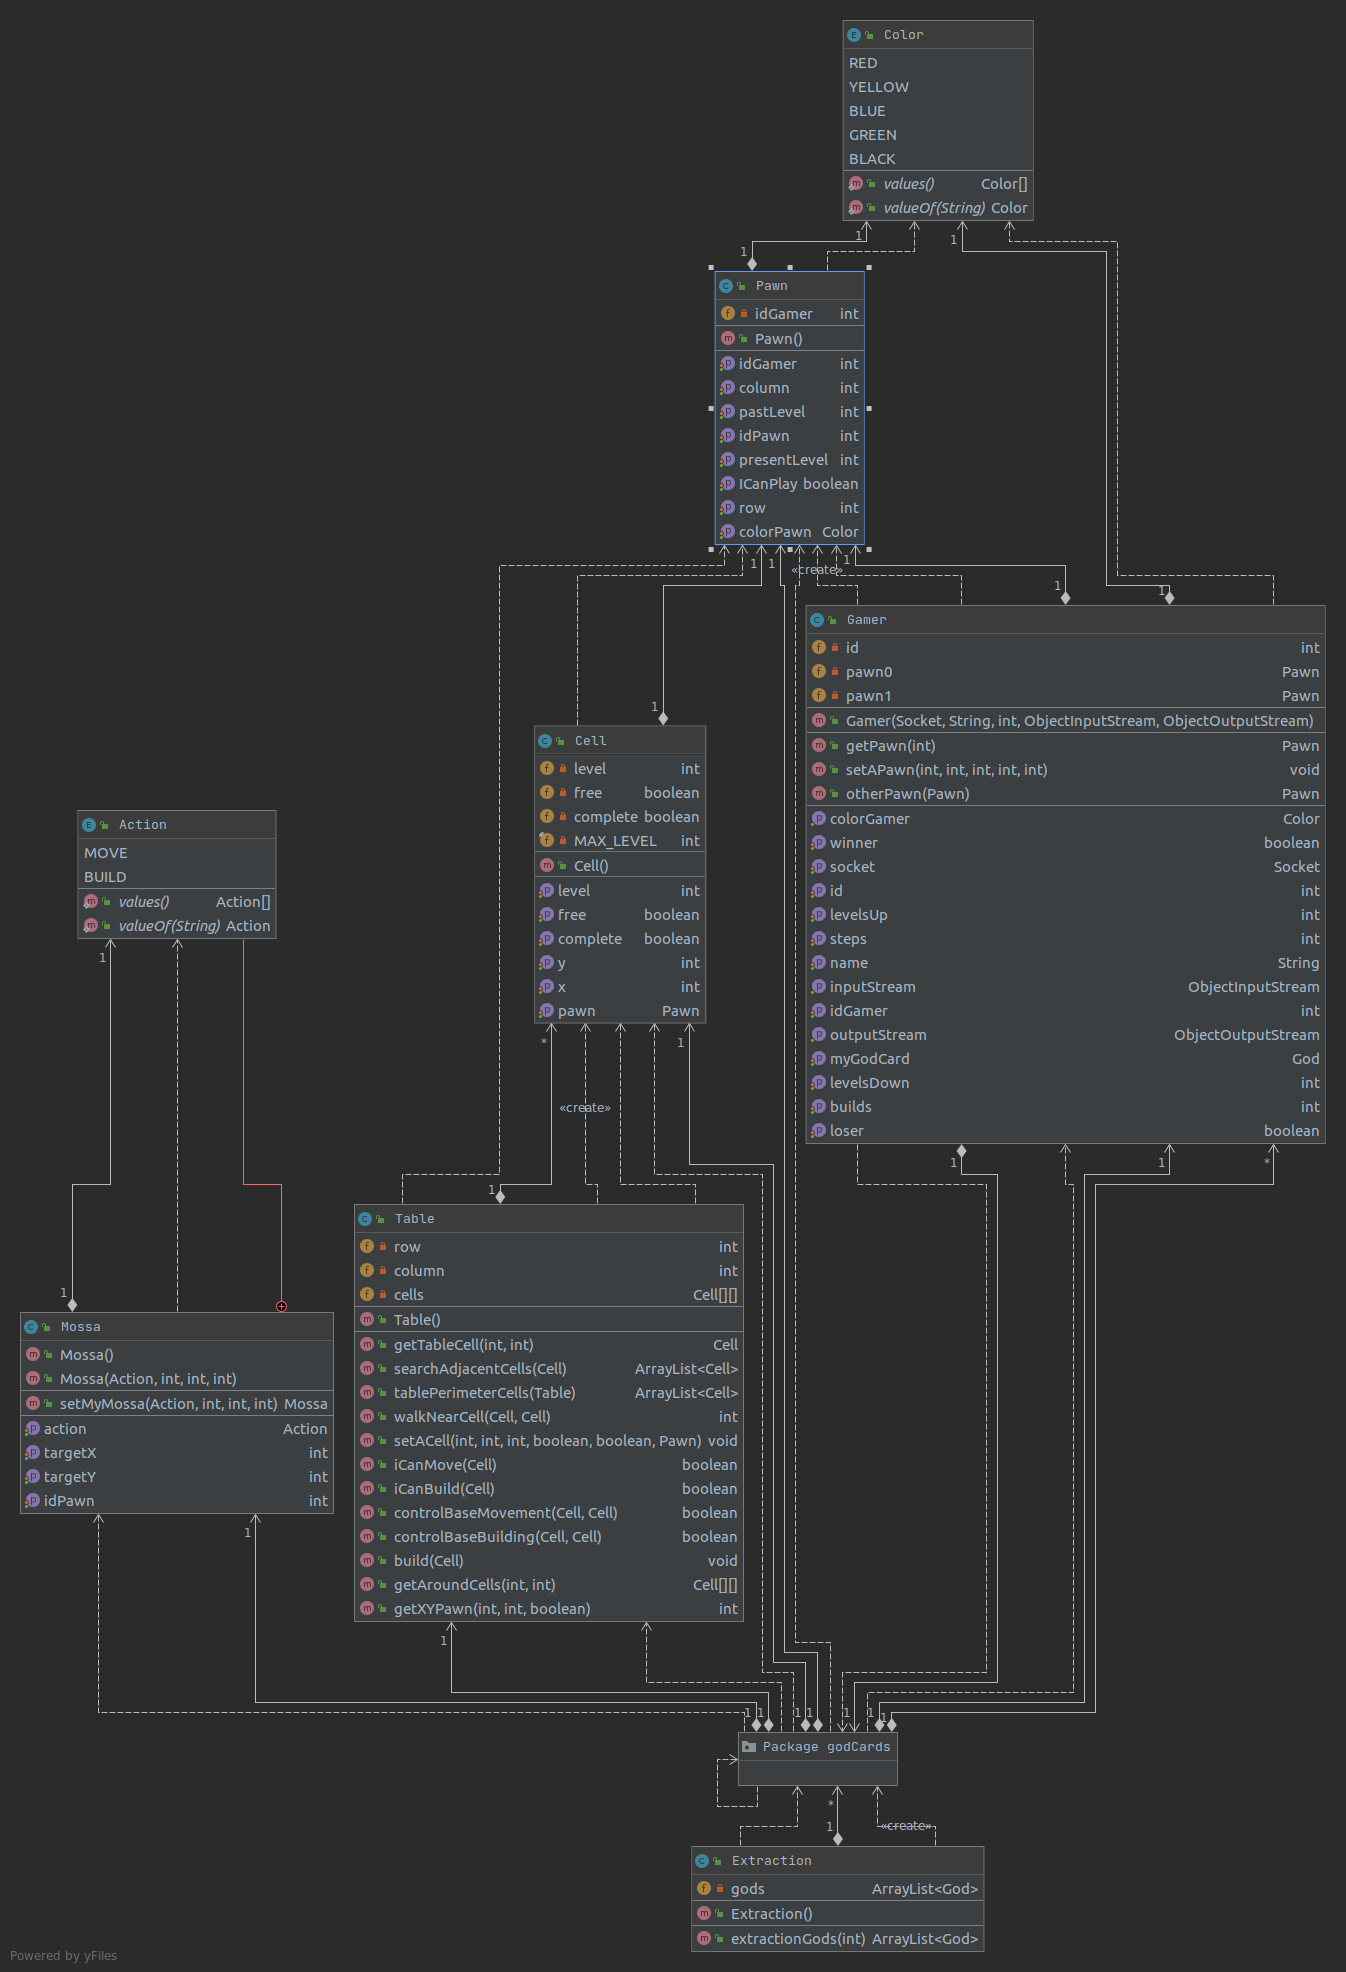 Color
RED
YELLOW
BLUE
GREEN
BLACK
values() Color[]
valueOf(String) Color
1
1
1
Pawn
idGamer int
Pawn()
idGamer int
column int
pastLevel int
idPawn int
presentLevel int
ICanPlay boolean
row int
colorPawn Color
1
1
«create»
1
1
1
Gamer
id int
pawn0 Pawn
pawn1 Pawn
Gamer(Socket, String, int, ObjectInputStream, ObjectOutputStream)
getPawn(int) Pawn
setAPawn(int, int, int, int, int) void
otherPawn(Pawn) Pawn
colorGamer Color
winner boolean
socket Socket
id int
levelsUp int
steps int
name String
inputStream ObjectInputStream
idGamer int
outputStream ObjectOutputStream
myGodCard God
levelsDown int
builds int
loser boolean
1
Cell
level int
free boolean
complete boolean
MAX_LEVEL int
Cell()
level int
free boolean
complete boolean
y int
x int
pawn Pawn
Action
MOVE
BUILD
values() Action[]
valueOf(String) Action
1
*
1
«create»
1
1
*
1
Table
row int
column int
cells Cell[][]
Table()
getTableCell(int, int) Cell
searchAdjacentCells(Cell) ArrayList<Cell>
tablePerimeterCells(Table) ArrayList<Cell>
walkNearCell(Cell, Cell) int
setACell(int, int, int, boolean, boolean, Pawn) void
iCanMove(Cell) boolean
iCanBuild(Cell) boolean
controlBaseMovement(Cell, Cell) boolean
controlBaseBuilding(Cell, Cell) boolean
build(Cell) void
getAroundCells(int, int) Cell[][]
getXYPawn(int, int, boolean) int
1
Mossa
Mossa()
Mossa(Action, int, int, int)
setMyMossa(Action, int, int, int) Mossa
action Action
targetX int
targetY int
idPawn int
1
1
1
1
1
1
1
1
1
Package godCards
*
1
«create»
Extraction
gods ArrayList<God>
Extraction()
extractionGods(int) ArrayList<God>
Powered by yFiles